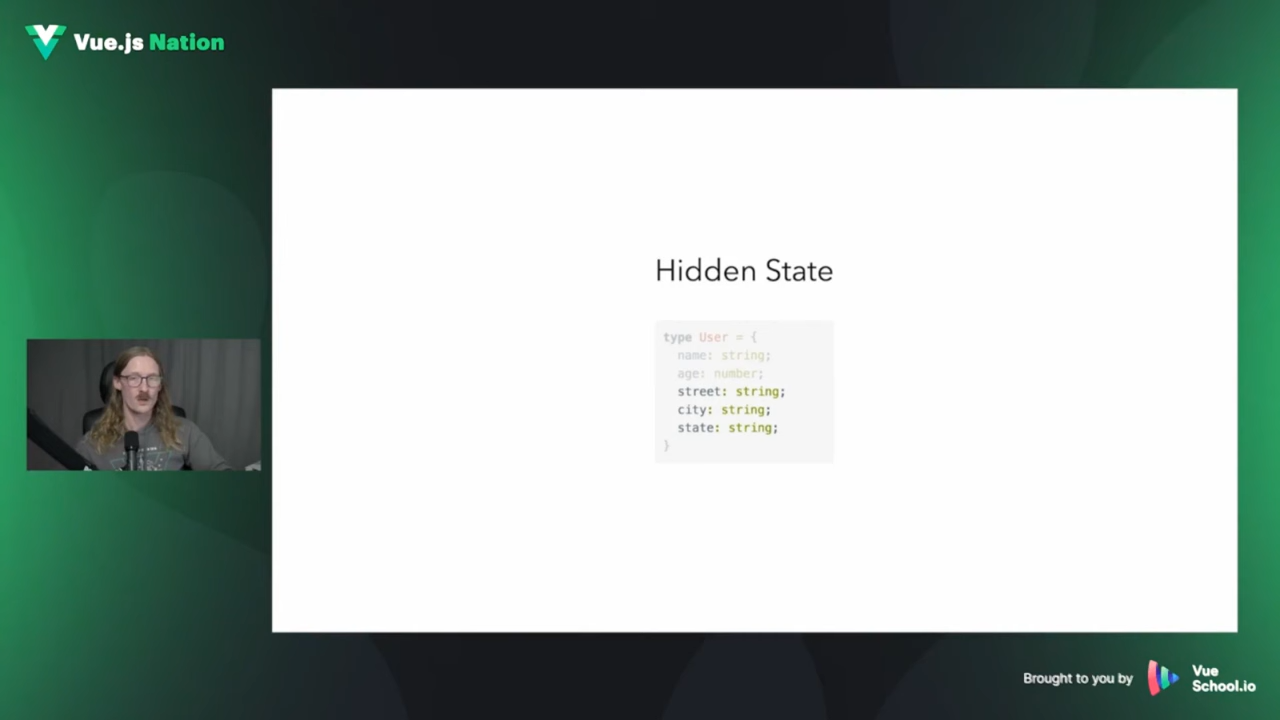 Vue.js Nation
Hidden State
type User = {
name: string;
age: number;
street: string;
city: string;
state: string;
}
Brought to you by
Vue
School.io